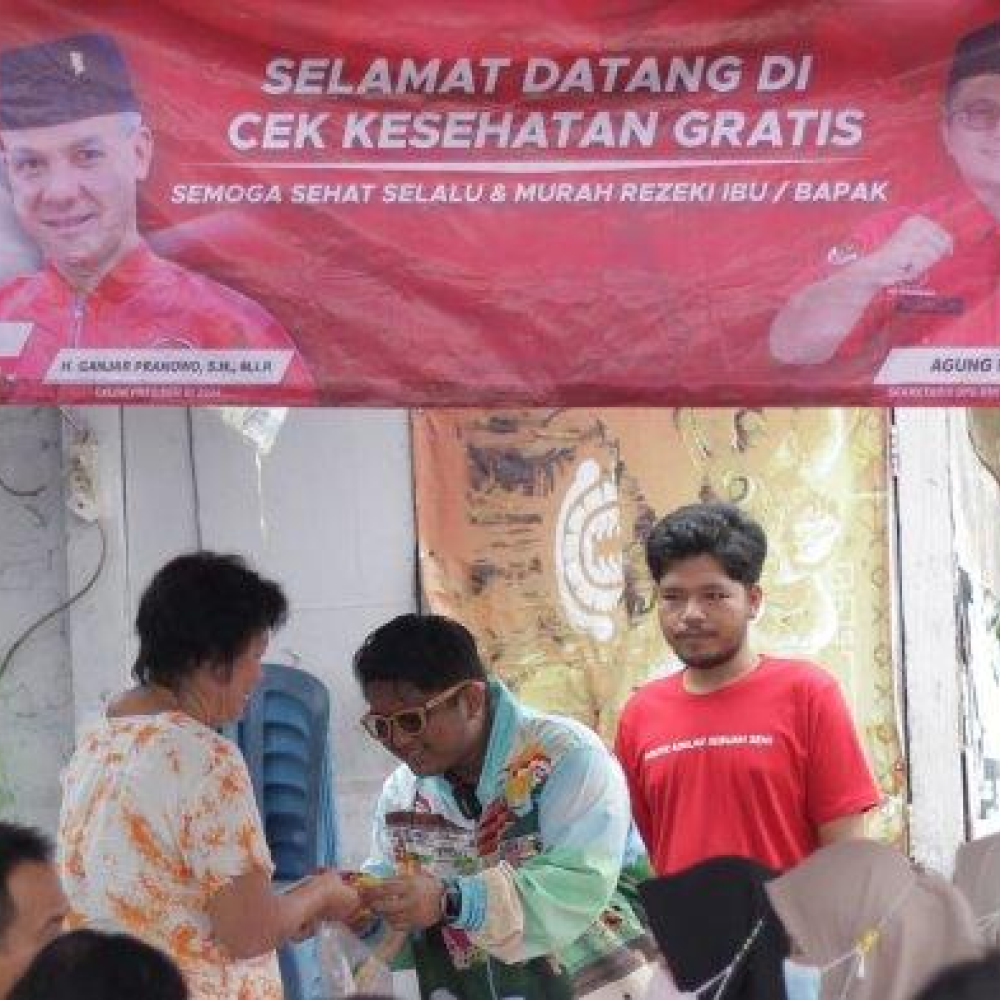 SELAMAT DATANG DI
CEK KESEHATAN GRATIS
SEMOGA SEHAT SELALU & MURAH REZEKI IBU / BAPAK
H. GANJAR PRANOWO, S.H., M.I.P.
AGUNG